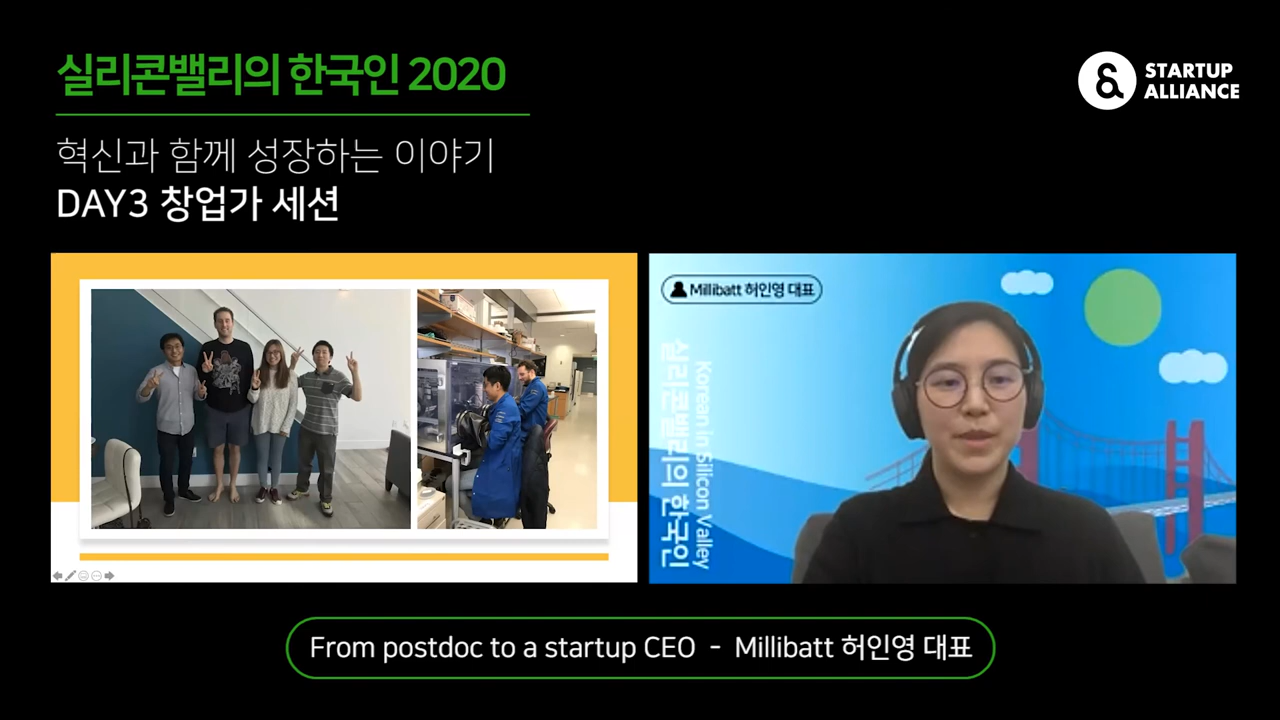 실리콘밸리의 한국인 2020
STARTUP
ALLIANCE
혁신과 함께 성장하는 이야기
DAY3 창업가 세션
Millibatt 허인영 대표
Korean in Silicon Valley
실리콘밸리의 한국인
From postdoc to a startup CEO - Millibatt 허인영 대표